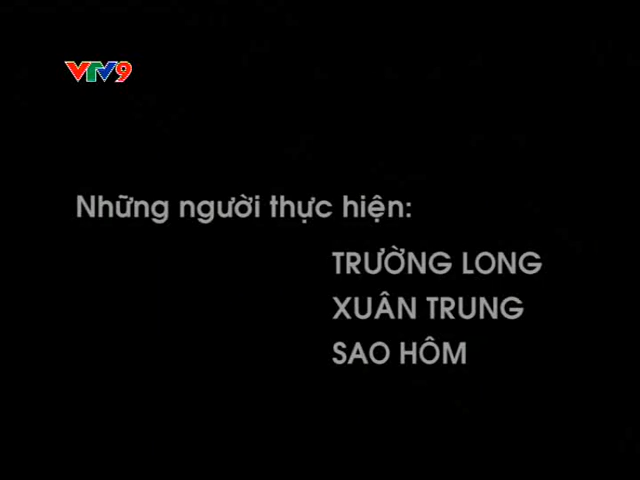 VTV9
Những người thực hiện:
TRƯỜNG LONG
XUÂN TRUNG
SAO HÔM